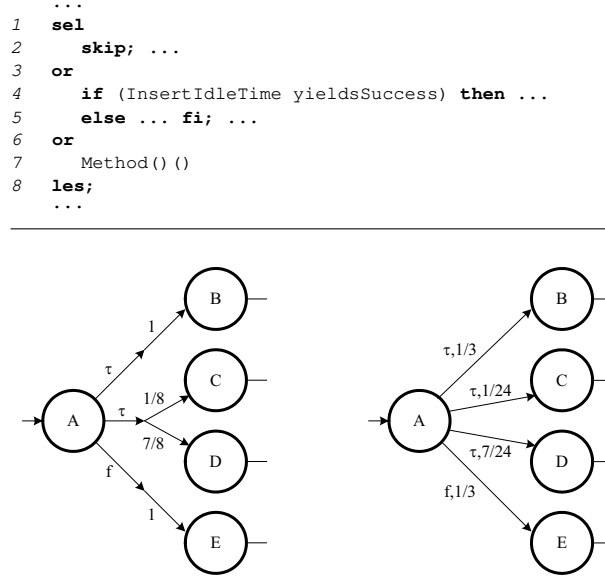 ...
1 sel
2 skip; ...
3 or
4 if (InsertIdleTime yieldsSuccess) then ...
5 else ... fi; ...
6 or
7 Method()()
8 les;
...
B
1
τ
C
1/8
A
τ
7/8
D
f
1
E
B
τ,1/3
C
τ,1/24
A
τ,7/24
D
f,1/3
E